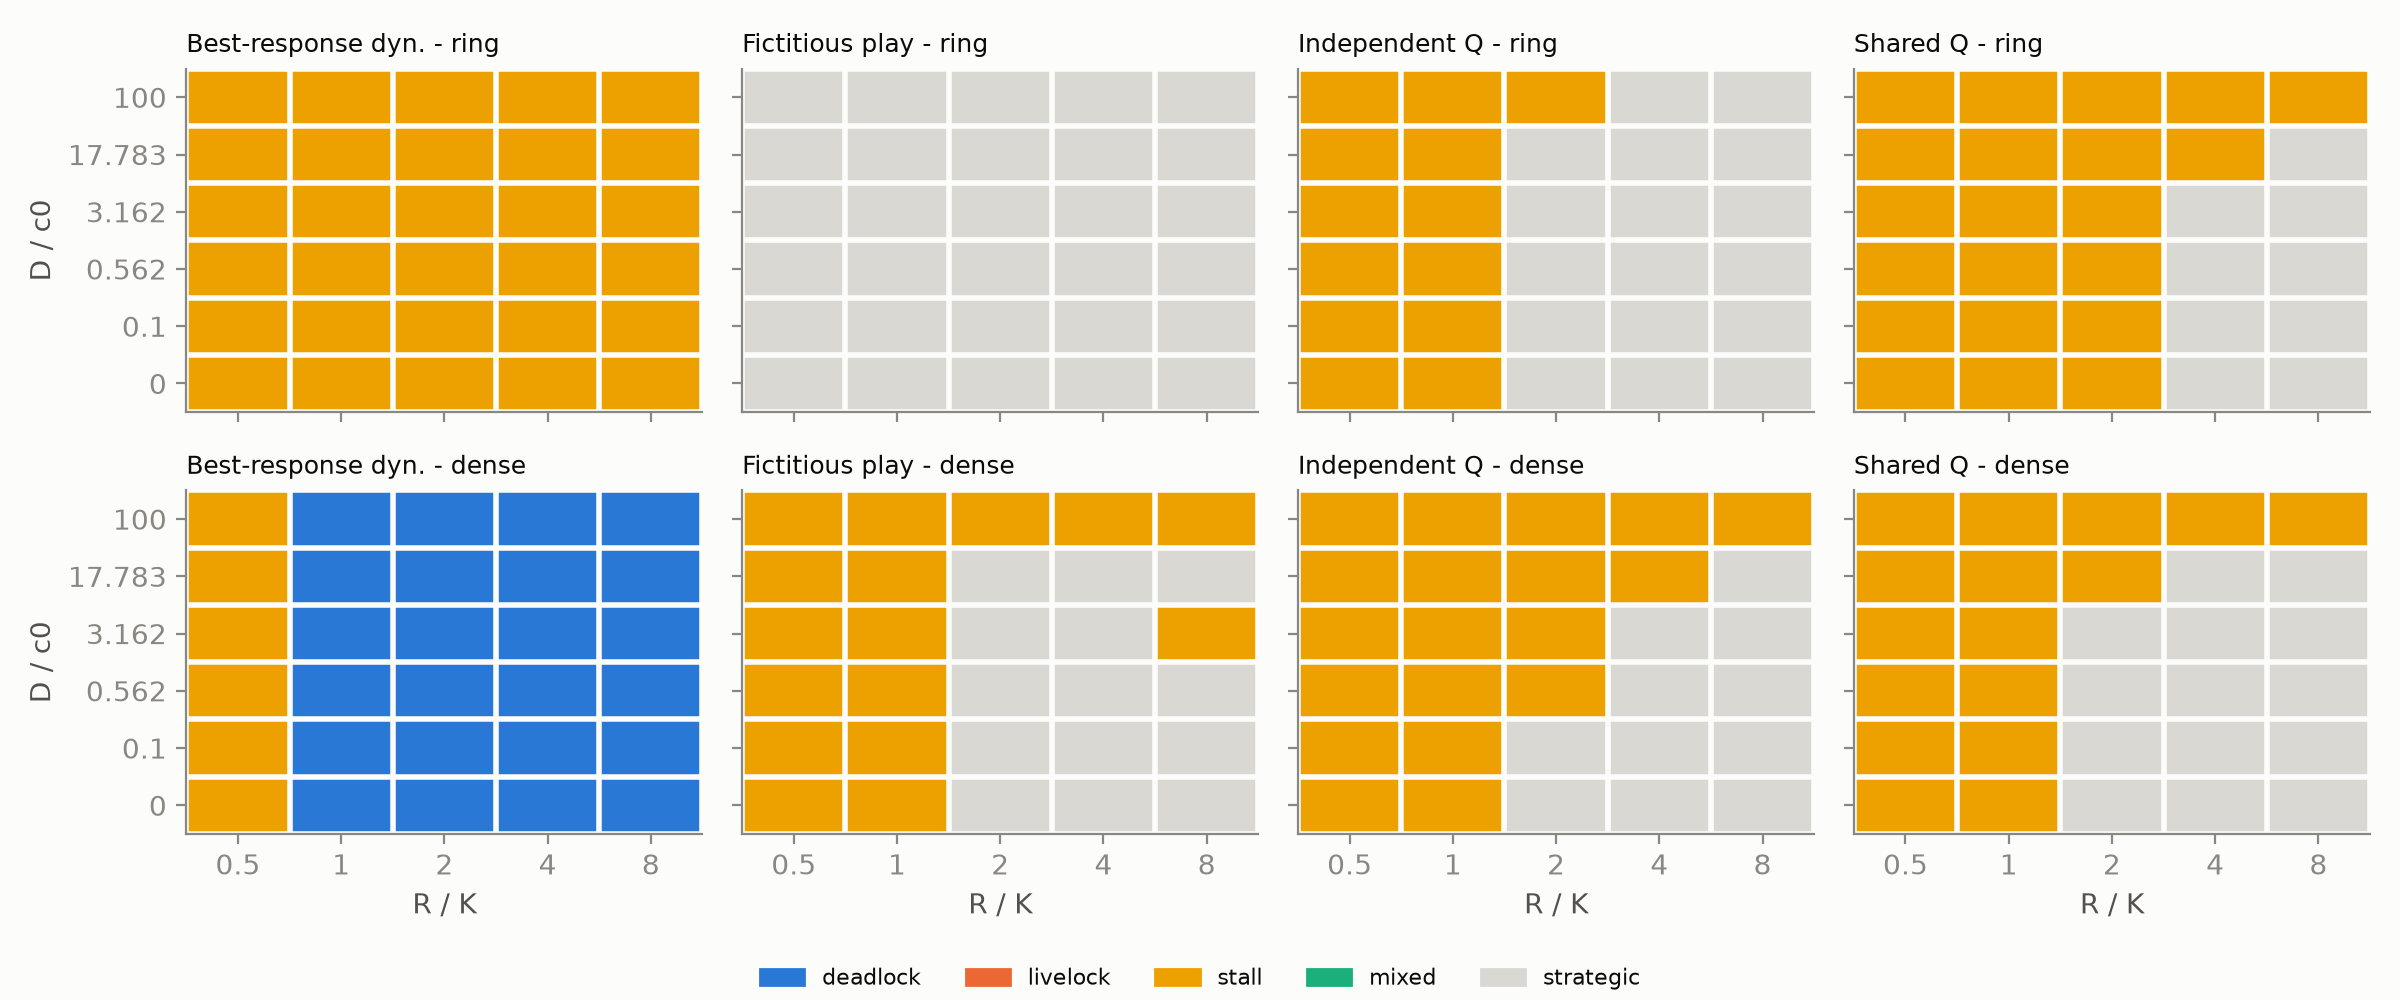 Best-response dyn. - ring
Fictitious play - ring
Independent Q - ring
Shared Q - ring
D / c0
100
17.783
3.162
0.562
0.1
0
Best-response dyn. - dense
Fictitious play - dense
Independent Q - dense
Shared Q - dense
D / c0
100
17.783
3.162
0.562
0.1
0
0.5 1 2 4 8
0.5 1 2 4 8
0.5 1 2 4 8
0.5 1 2 4 8
R / K
R / K
R / K
R / K
deadlock livelock stall mixed strategic